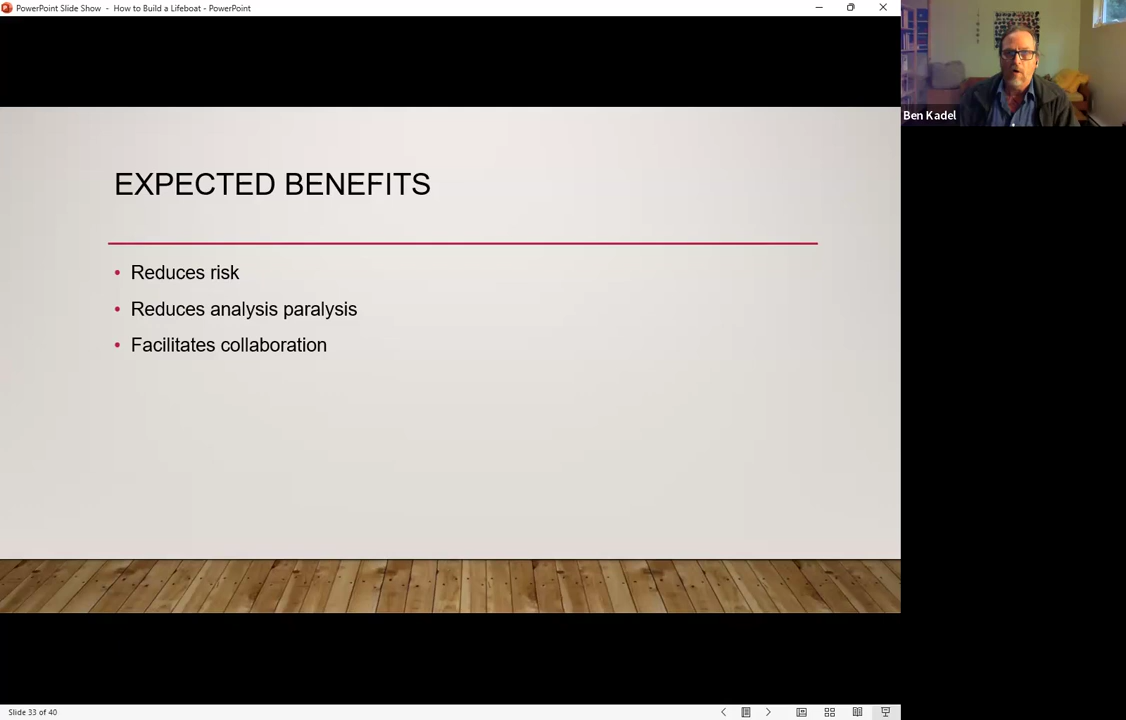 PowerPoint Slide Show - How to Build a Lifeboat - PowerPoint
Ben Kadel
EXPECTED BENEFITS
• Reduces risk
• Reduces analysis paralysis
• Facilitates collaboration
Slide 33 of 40